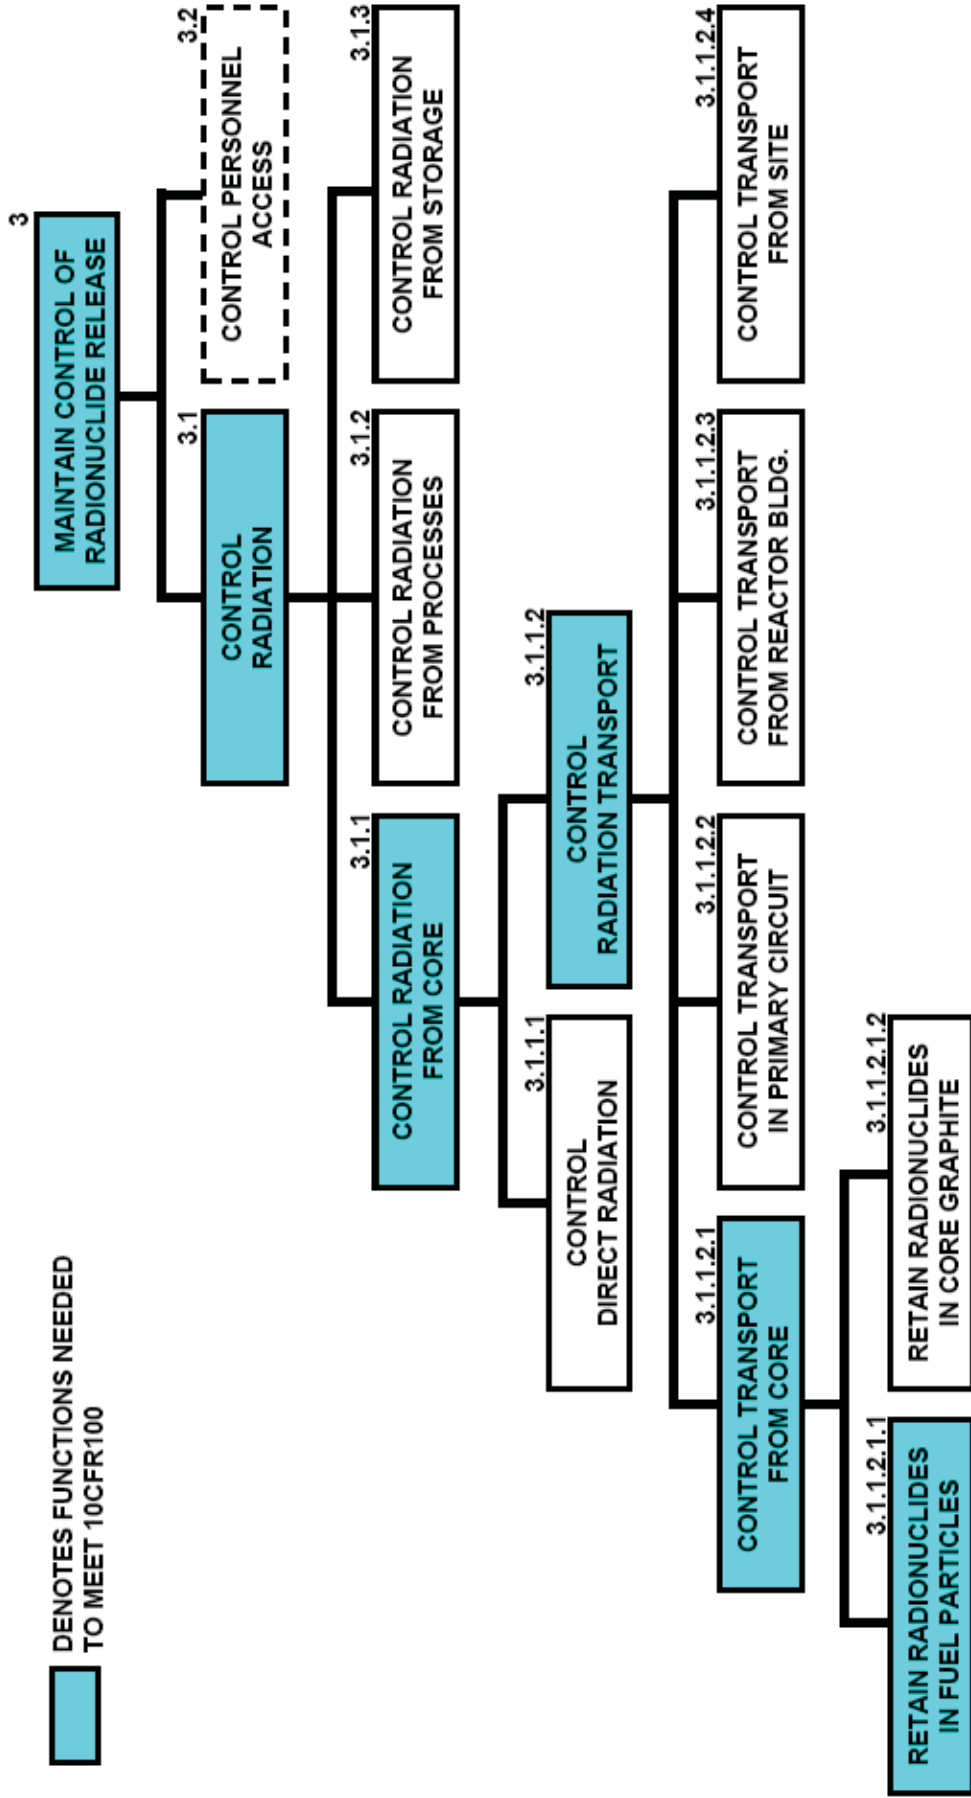 3
MAINTAIN CONTROL OF
RADIONUCLIDE RELEASE
DENOTES FUNCTIONS NEEDED
TO MEET 10CFR100
3.1
CONTROL
RADIATION
3.2
CONTROL PERSONNEL
ACCESS
3.1.1
CONTROL RADIATION
FROM CORE
3.1.2
CONTROL RADIATION
FROM PROCESSES
3.1.3
CONTROL RADIATION
FROM STORAGE
3.1.1.1
CONTROL
DIRECT RADIATION
3.1.1.2
CONTROL
RADIATION TRANSPORT
3.1.1.2.1
CONTROL TRANSPORT
FROM CORE
3.1.1.2.2
CONTROL TRANSPORT
IN PRIMARY CIRCUIT
3.1.1.2.3
CONTROL TRANSPORT
FROM REACTOR BLDG.
3.1.1.2.4
CONTROL TRANSPORT
FROM SITE
3.1.1.2.1.1
RETAIN RADIONUCLIDES
IN FUEL PARTICLES
3.1.1.2.1.2
RETAIN RADIONUCLIDES
IN CORE GRAPHITE